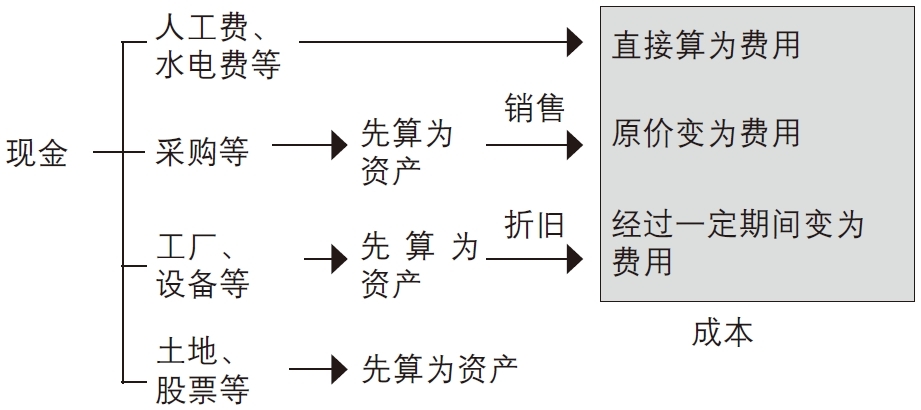 现金
人工费、
水电费等
直接算为费用
采购等
先算为
资产
销售
原价变为费用
工厂、
设备等
先算为
资产
折旧
经过一定期间变为
费用
土地、
股票等
先算为资产
成本